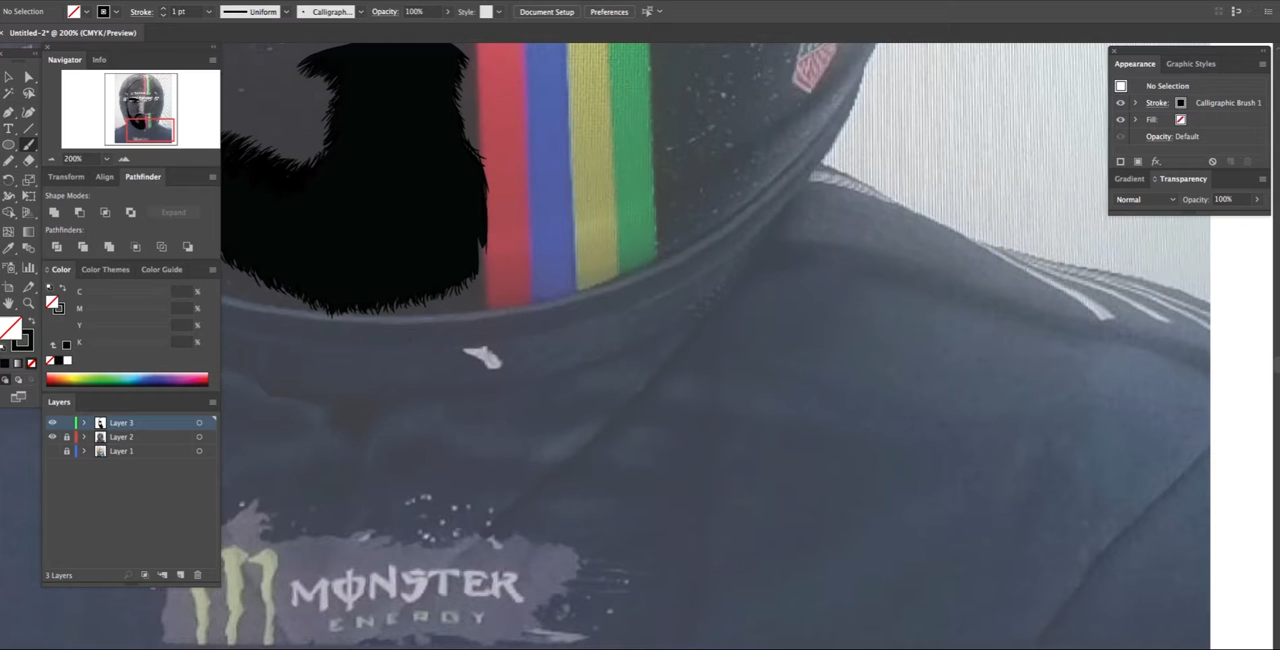 No Selection
Stroke: 1 pt
Uniform
Calligraph...
Opacity: 100%
Style:
Document Setup
Preferences
Untitled-2* @ 200% (CMYK/Preview)
Navigator
Info
200%
Transform
Align
Pathfinder
Shape Modes:
Expand
Pathfinders:
Color
Color Themes
Color Guide
C %
M %
Y %
K %
Layers
Layer 3
Layer 2
Layer 1
3 Layers
MONSTER
ENERGY
Appearance
Graphic Styles
No Selection
Stroke: Calligraphic Brush 1
Fill:
Opacity: Default
fx
Gradient
Transparency
Normal
Opacity: 100%